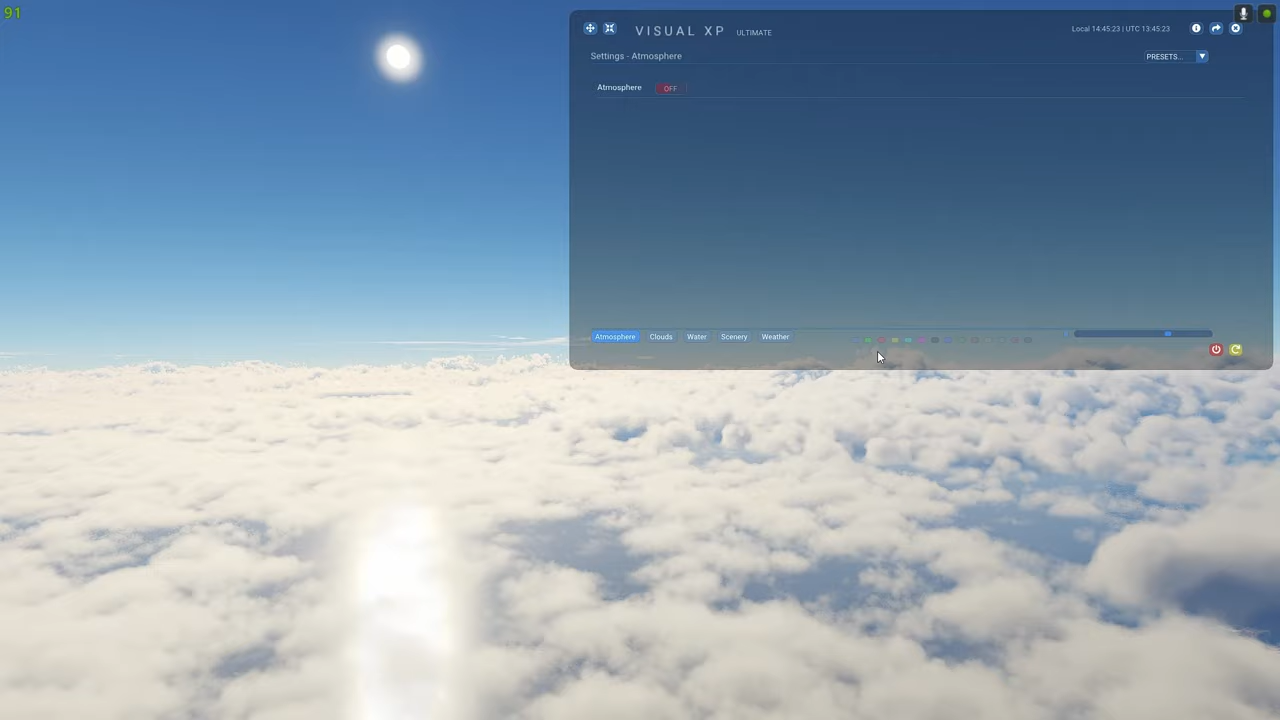 91
VISUAL XP ULTIMATE
Local 14:45:23 | UTC 13:45:23
Settings - Atmosphere
PRESETS...
Atmosphere OFF
Atmosphere Clouds Water Scenery Weather